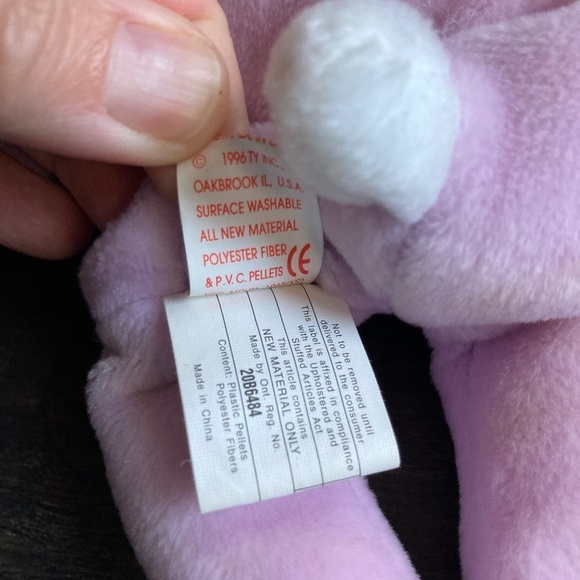 © 1996 TY INC.,
OAKBROOK IL, U.S.A.
SURFACE WASHABLE
ALL NEW MATERIAL
POLYESTER FIBER
& P.V.C. PELLETS CE
Not to be removed until
delivered to the consumer
This label is affixed in compliance
with the Upholstered and
Stuffed Articles Act
This article contains
NEW MATERIAL ONLY
Made by Ont. Reg. No.
20B6484
Content: Plastic Pellets
Polyester Fibers
Made in China